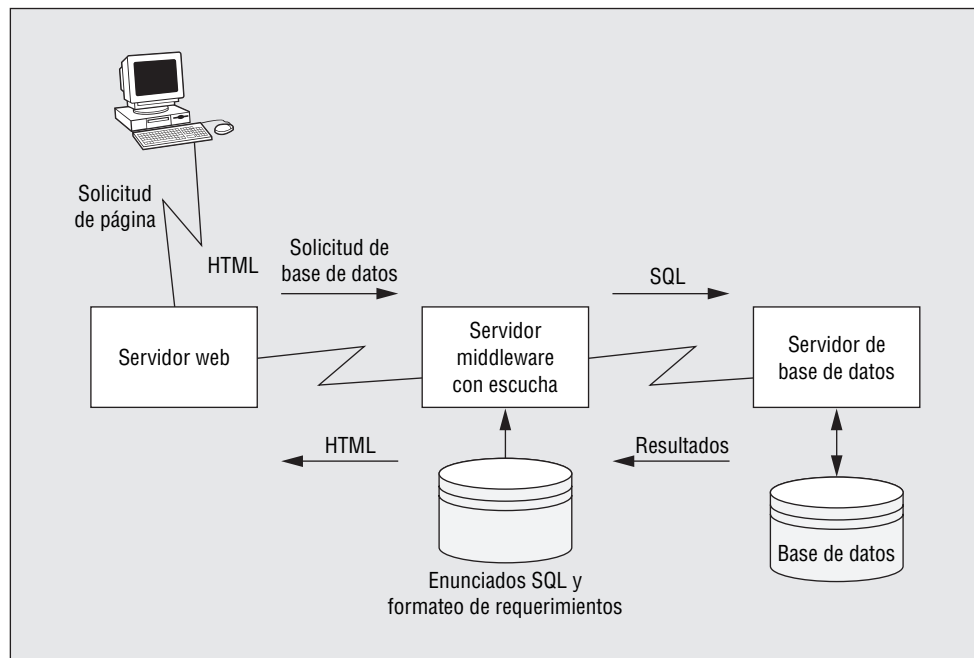 Solicitud
de página
HTML
Solicitud de
base de datos
SQL
Servidor web
Servidor
middleware
con escucha
Servidor de
base de datos
HTML
Resultados
Enunciados SQL y
formateo de requerimientos
Base de datos